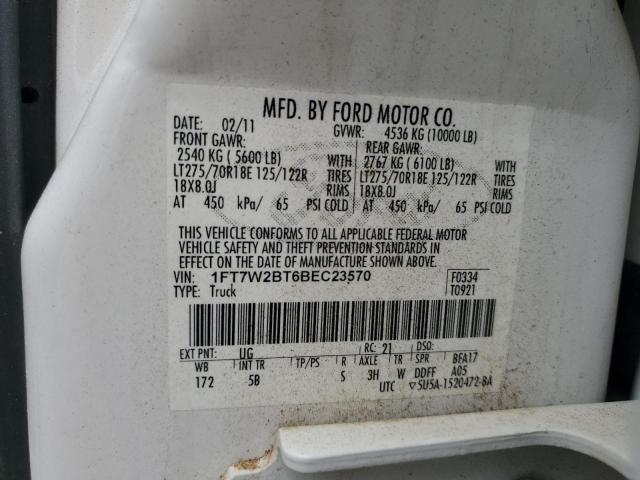 MFD. BY FORD MOTOR CO.
DATE: 02/11 GVWR: 4536 KG (10000 LB)
FRONT GAWR: REAR GAWR:
2540 KG ( 5600 LB) WITH 2767 KG ( 6100 LB) WITH
LT275/70R18E 125/122R TIRES LT275/70R18E 125/122R TIRES
18X8.0J RIMS 18X8.0J RIMS
AT 450 kPa/ 65 PSI COLD AT 450 kPa/ 65 PSI COLD
THIS VEHICLE CONFORMS TO ALL APPLICABLE FEDERAL MOTOR
VEHICLE SAFETY AND THEFT PREVENTION STANDARDS IN
EFFECT ON THE DATE OF MANUFACTURE SHOWN ABOVE.
VIN: 1FT7W2BT6BEC23570 F0334
TYPE: Truck T0921
EXT PNT: UG RC: 21 DSO:
WB INT TR TP/PS R AXLE TR SPR BFA17
172 5B S 3H W DDFF A05
UTC ▽5U5A-1520472-BA